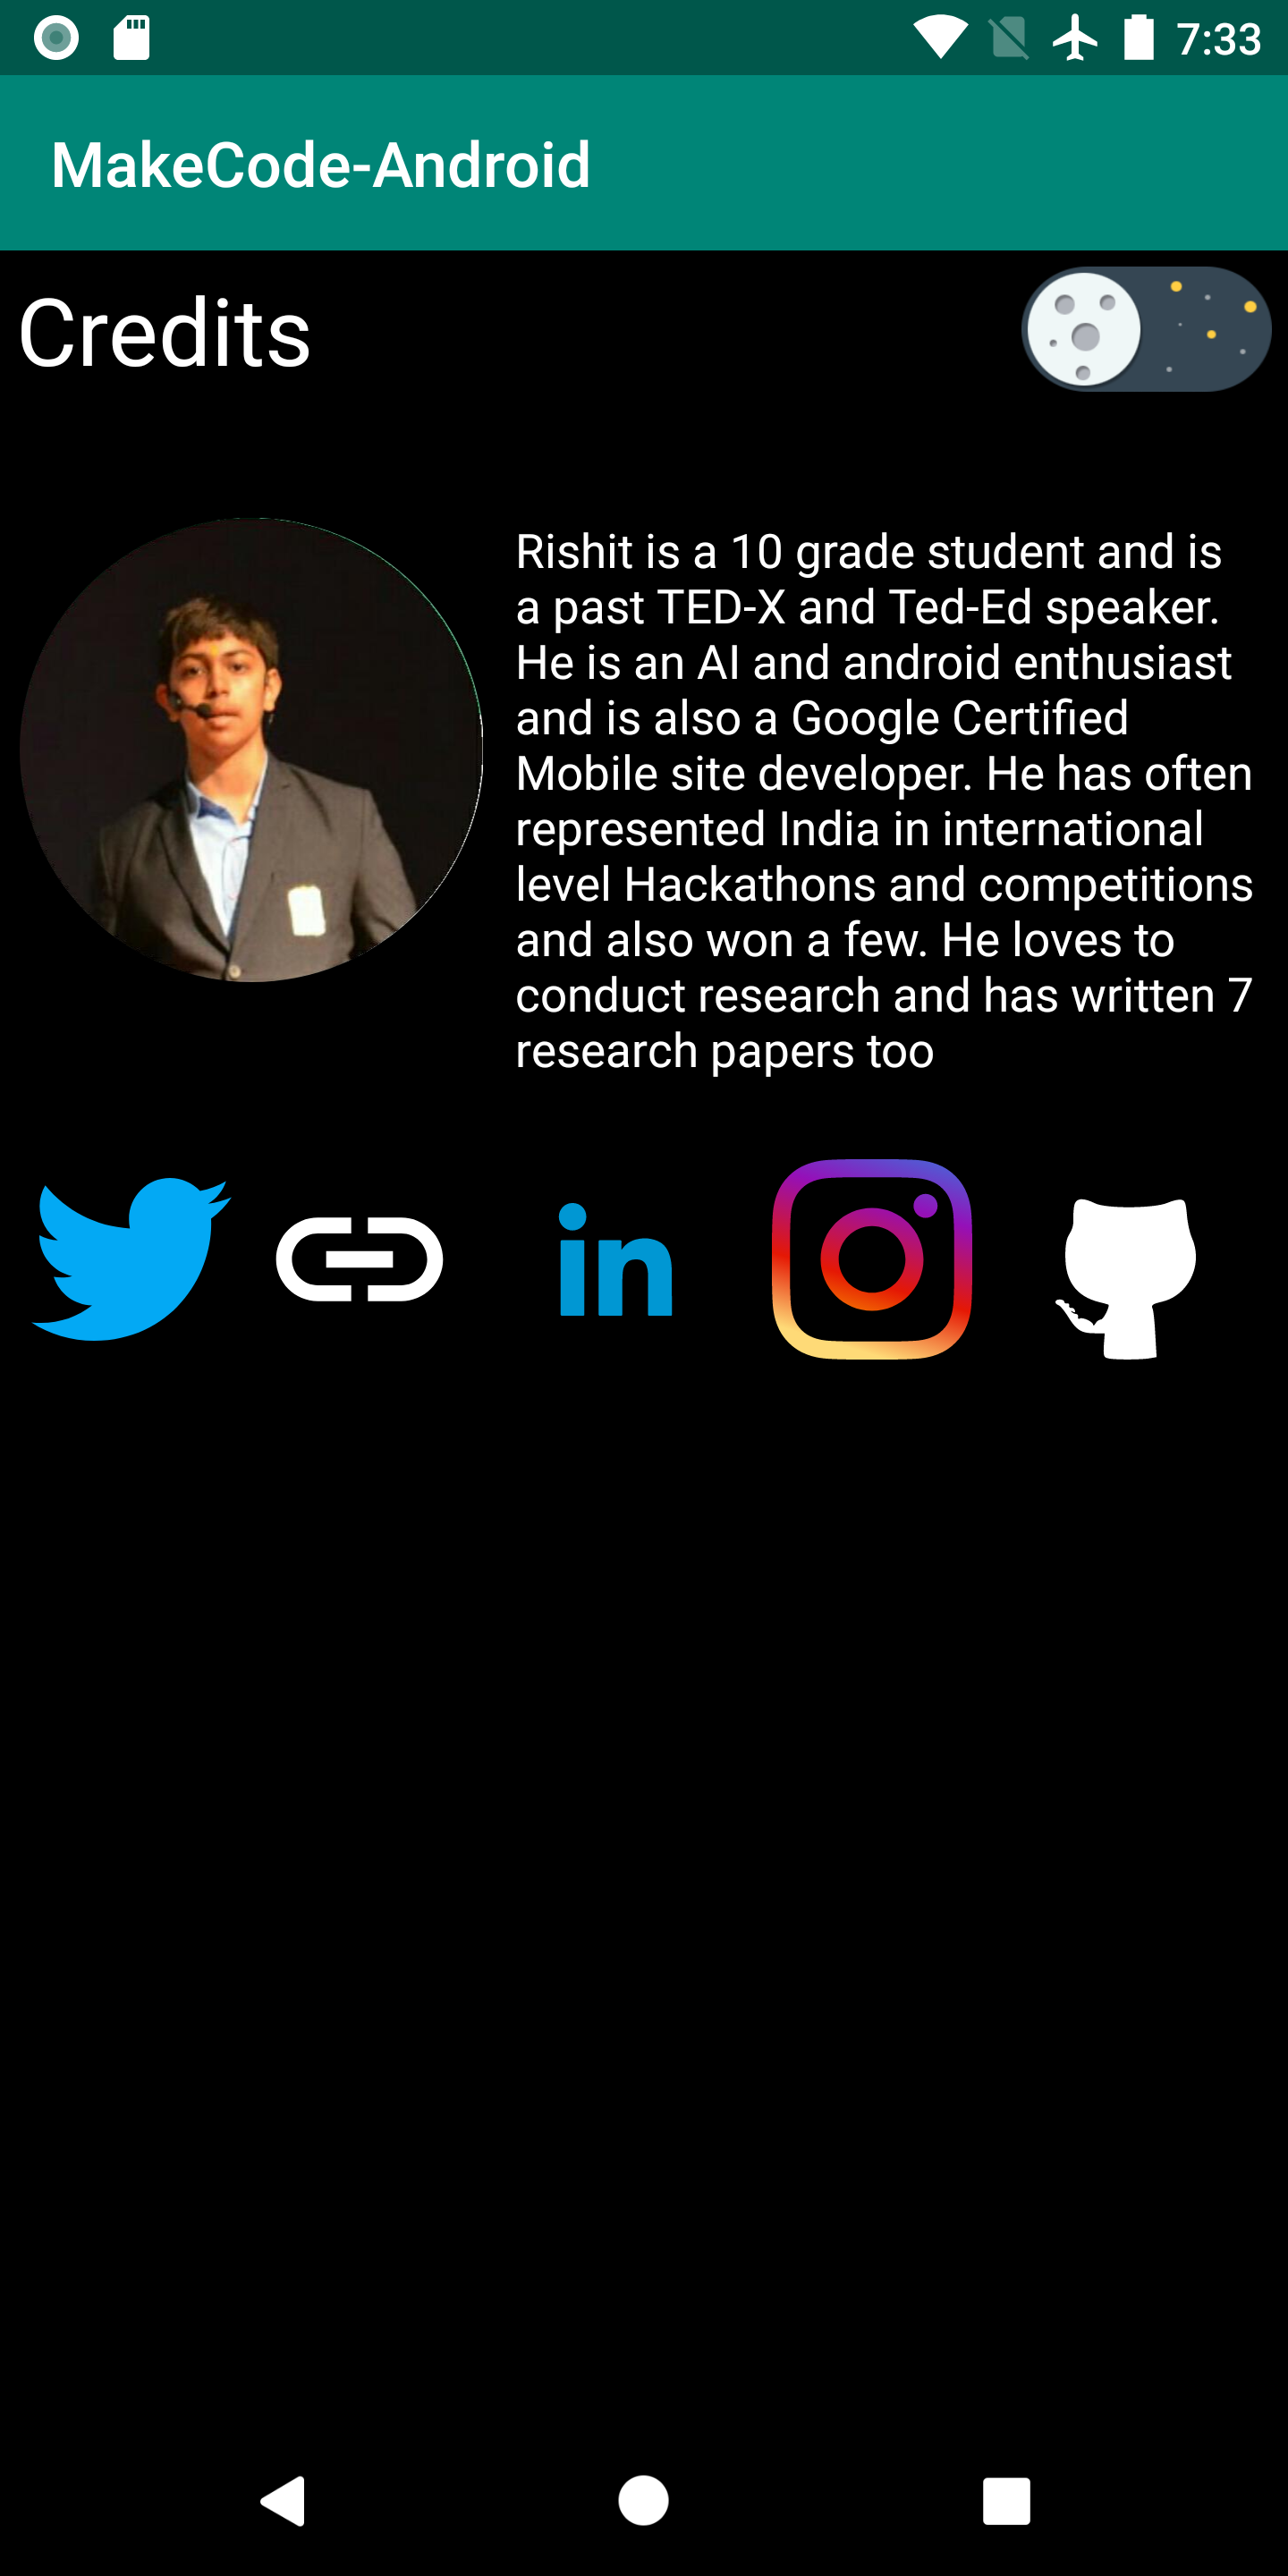 7:33
MakeCode-Android
Credits
Rishit is a 10 grade student and is
a past TED-X and Ted-Ed speaker.
He is an AI and android enthusiast
and is also a Google Certified
Mobile site developer. He has often
represented India in international
level Hackathons and competitions
and also won a few. He loves to
conduct research and has written 7
research papers too
in